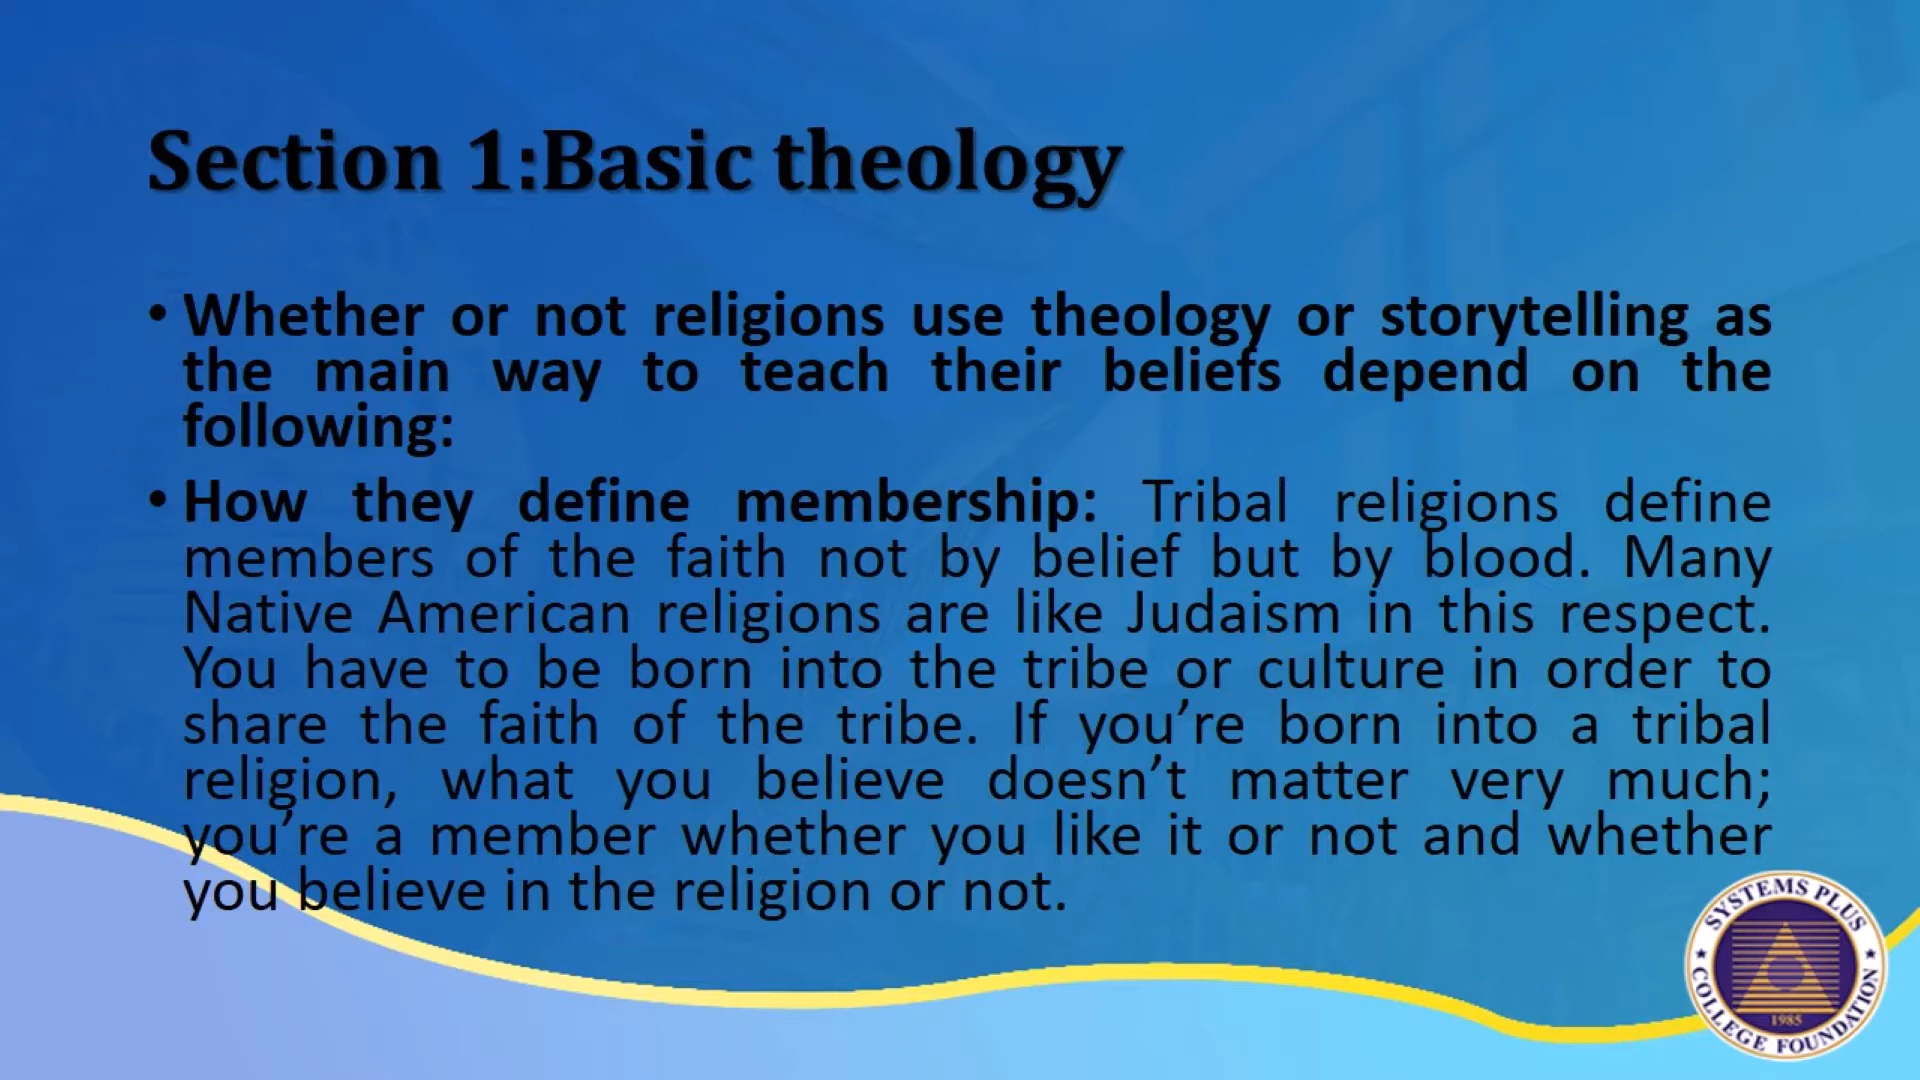 Section 1:Basic theology
• Whether or not religions use theology or storytelling as
the main way to teach their beliefs depend on the
following:
• How they define membership: Tribal religions define
members of the faith not by belief but by blood. Many
Native American religions are like Judaism in this respect.
You have to be born into the tribe or culture in order to
share the faith of the tribe. If you’re born into a tribal
religion, what you believe doesn’t matter very much;
you’re a member whether you like it or not and whether
you believe in the religion or not.
SYSTEMS PLUS
COLLEGE FOUNDATION
1985